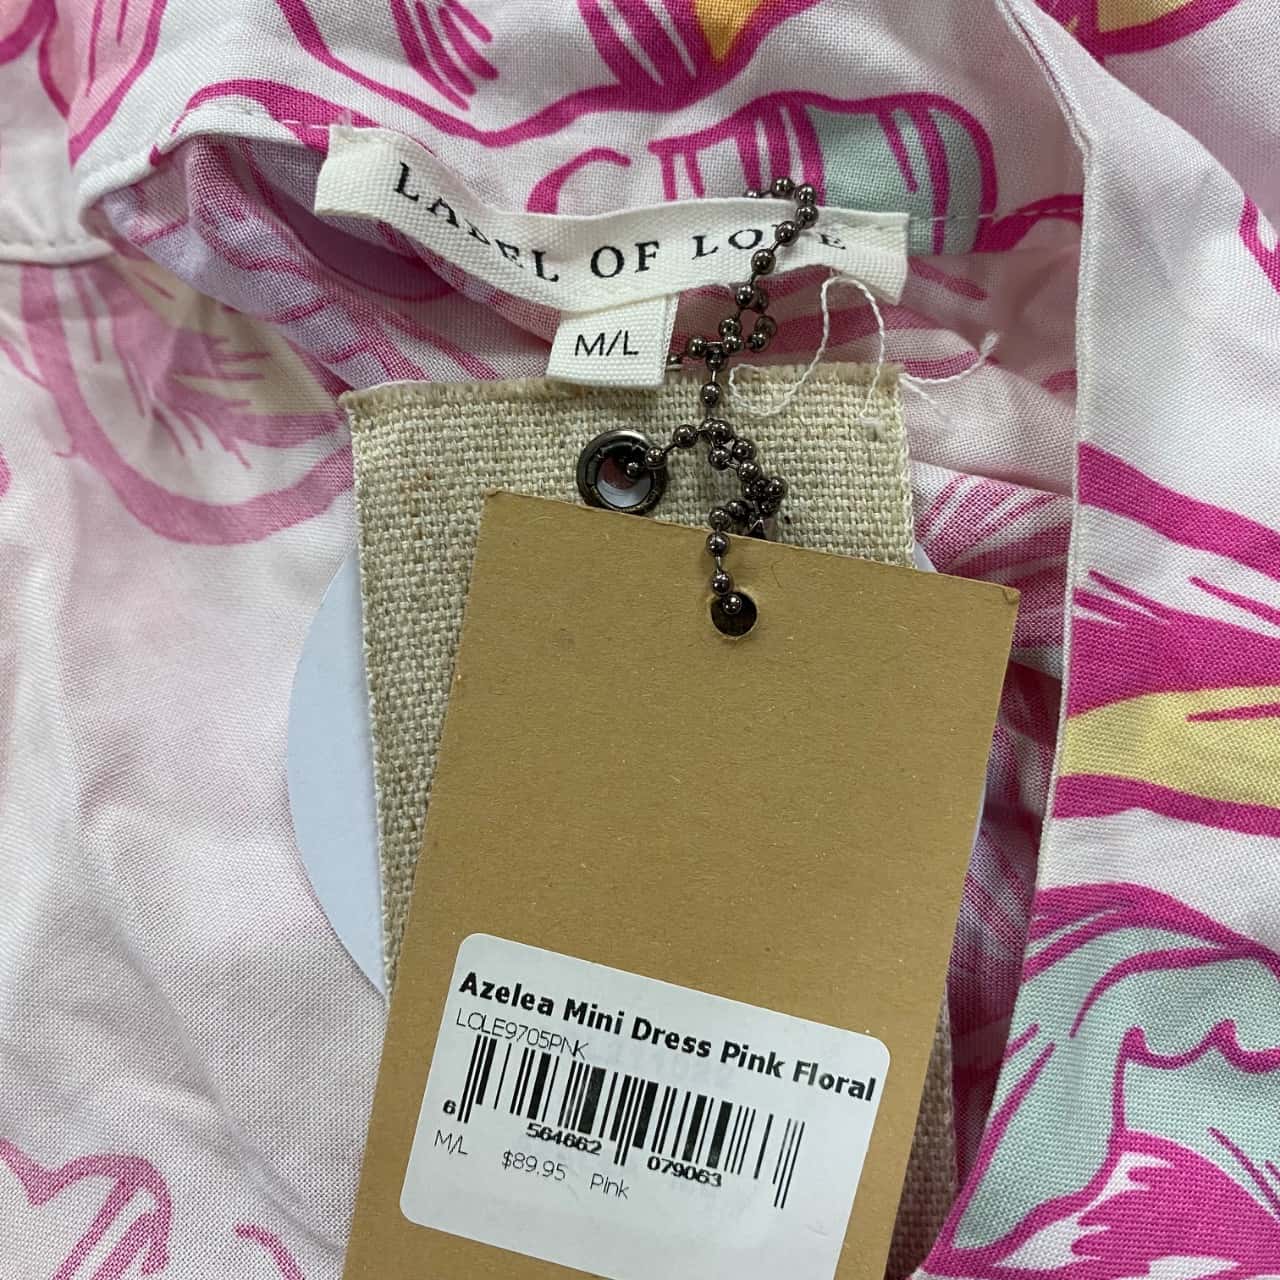 LABEL OF LOVE
M/L
Azelea Mini Dress Pink Floral
LOLE9705PNK
6 564662 079063
M/L $89.95 Pink